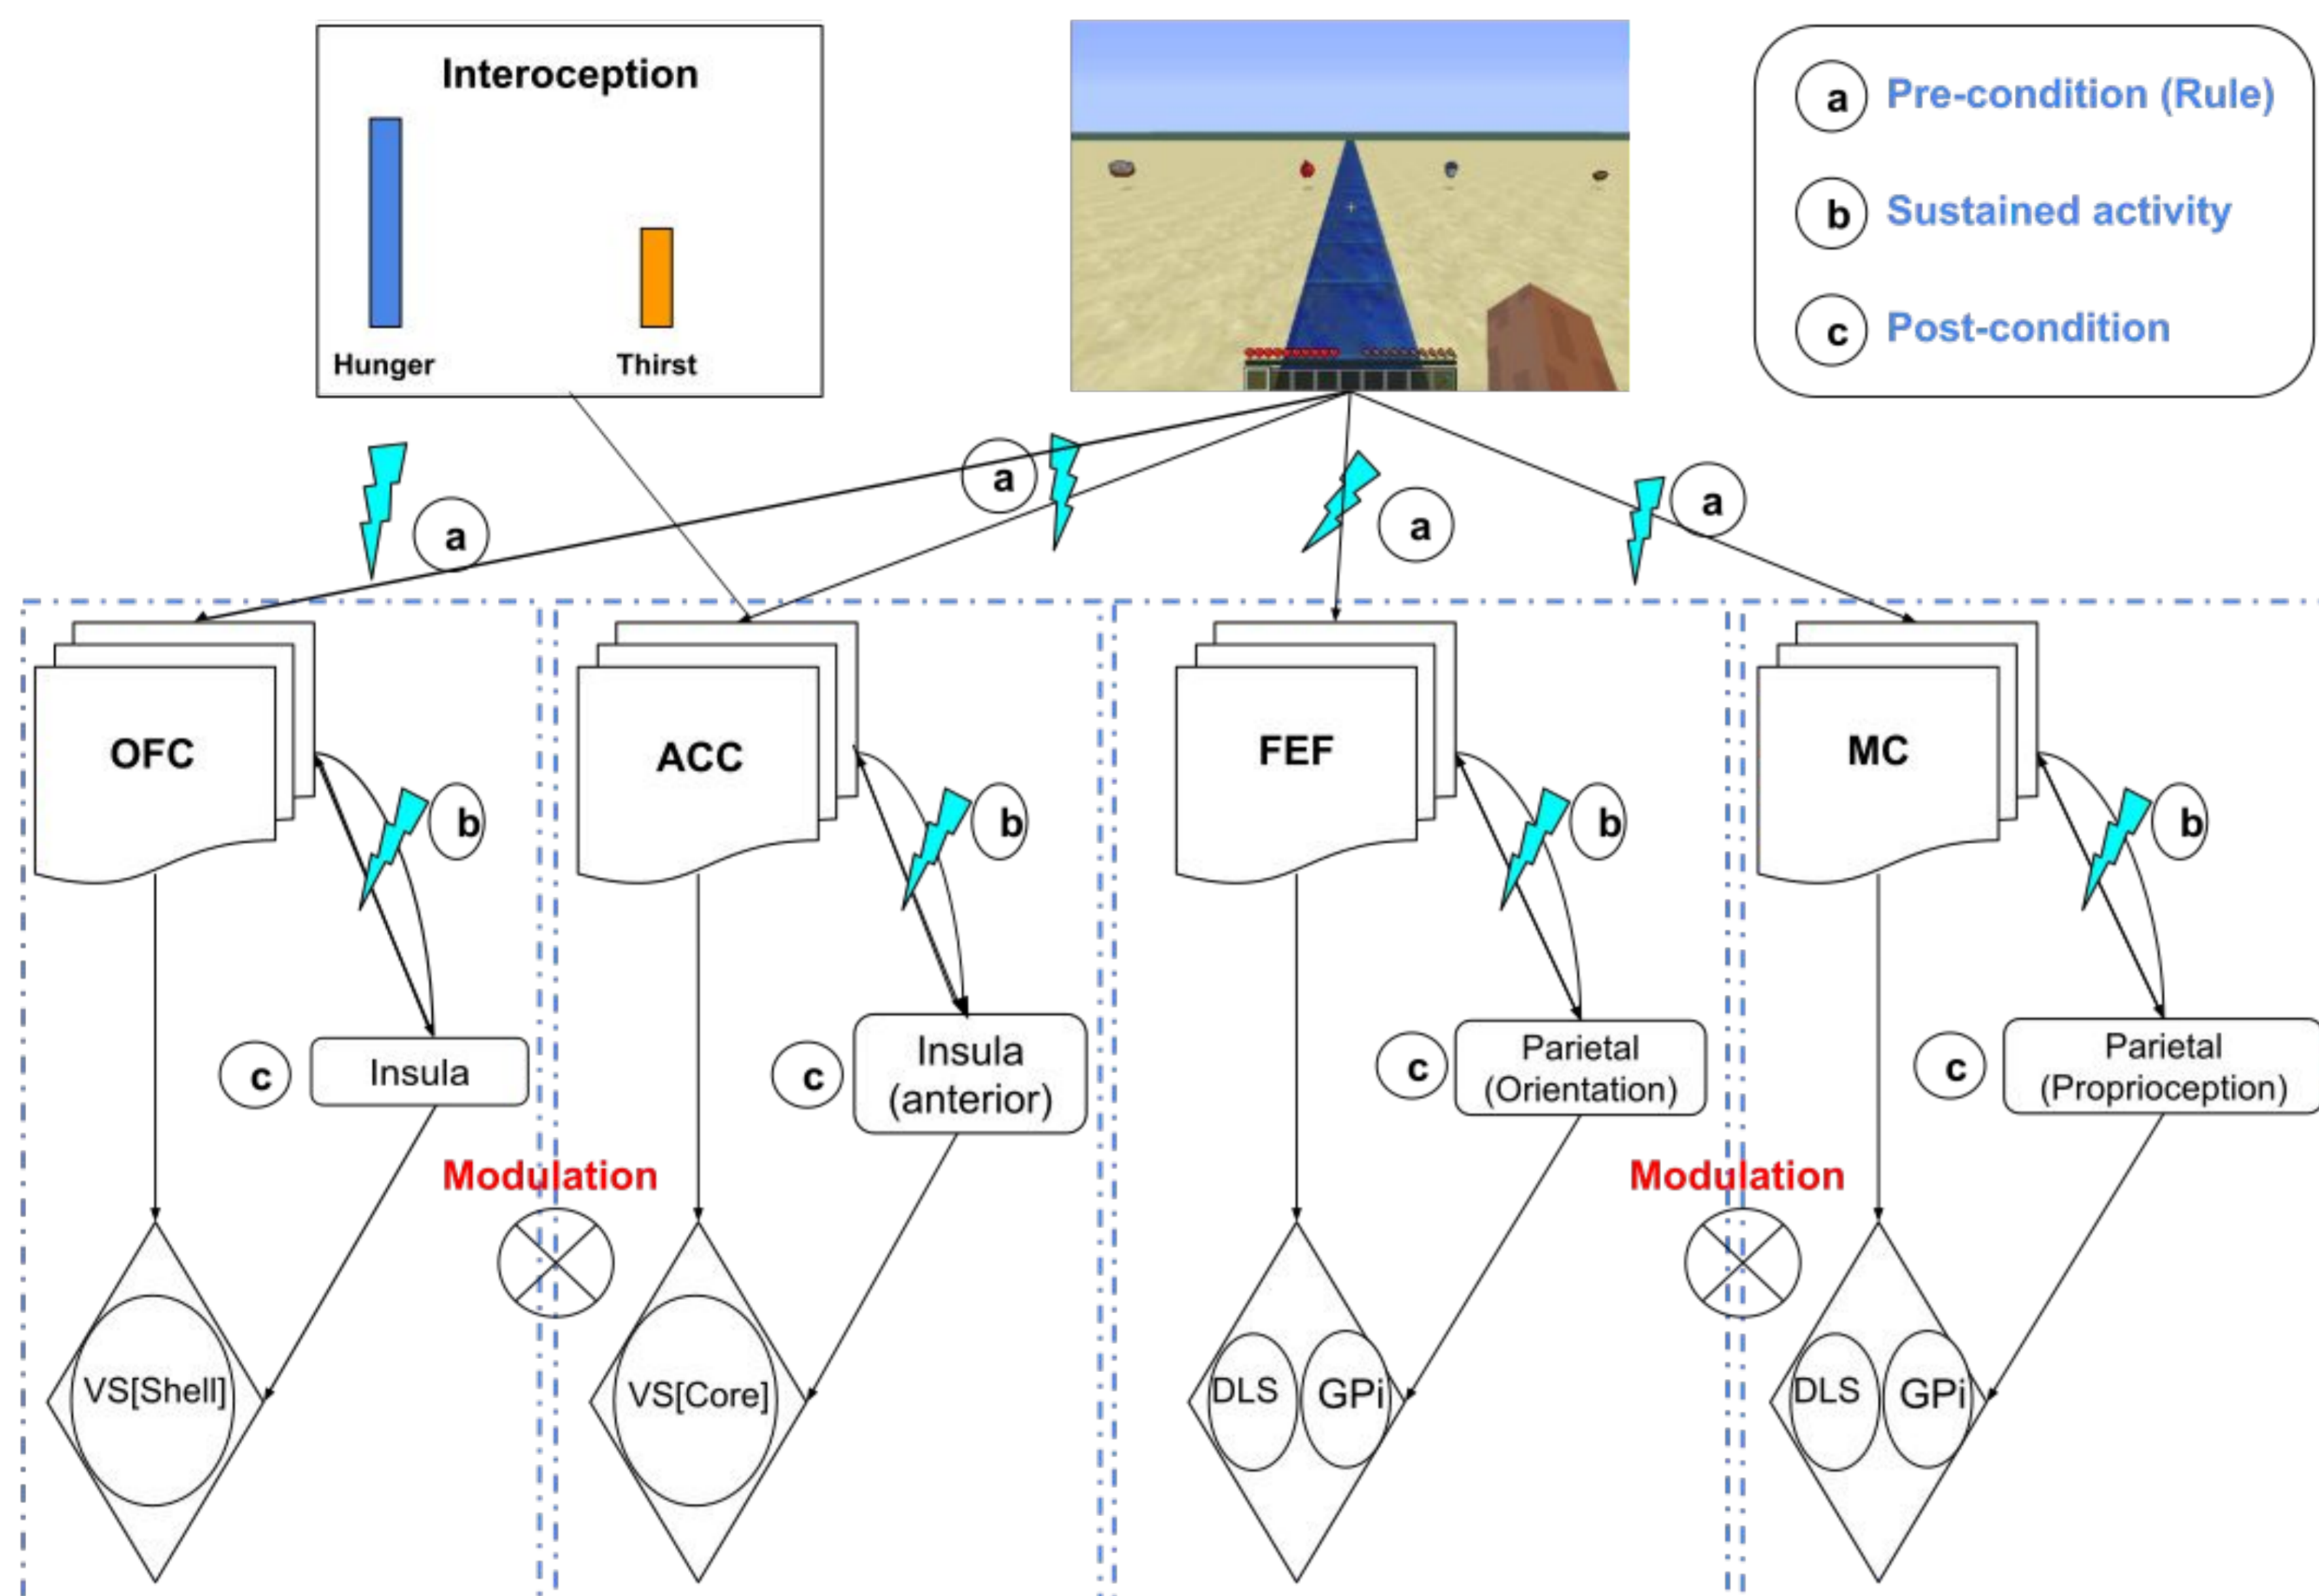 Interoception
Hunger
Thirst
a Pre-condition (Rule)
b Sustained activity
c Post-condition
a
a
a
a
OFC
ACC
FEF
MC
b
b
b
b
c
Insula
c
Insula
(anterior)
c
Parietal
(Orientation)
c
Parietal
(Proprioception)
Modulation
Modulation
VS[Shell]
VS[Core]
DLS
GPi
DLS
GPi